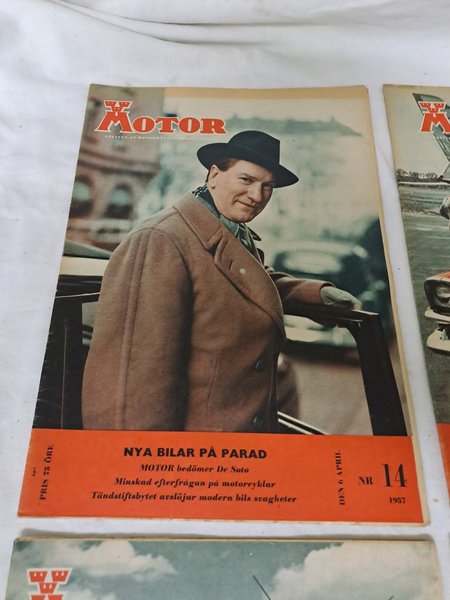 MOTOR
NYA BILAR PÅ PARAD
MOTOR bedömer De Soto
Minskad efterfrågan på motorcyklar
Tändstiftsbytet avslöjar modern bils svagheter
PRIS 75 ÖRE
DEN 6 APRIL
NR 14
1957
M